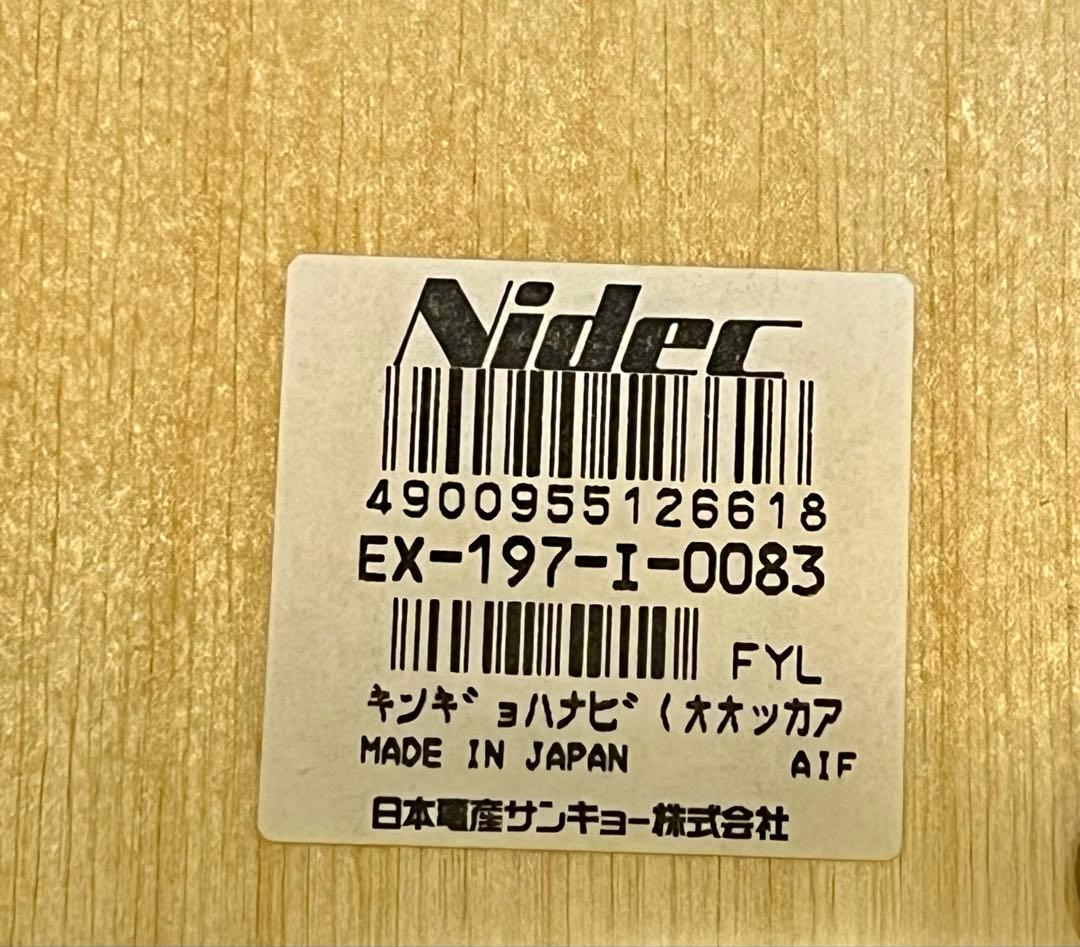 Nidec
4900955126618
EX-197-I-0083
FYL
キンギョハナビ(オオッカア
MADE IN JAPAN AIF
日本電産サンキョー株式会社